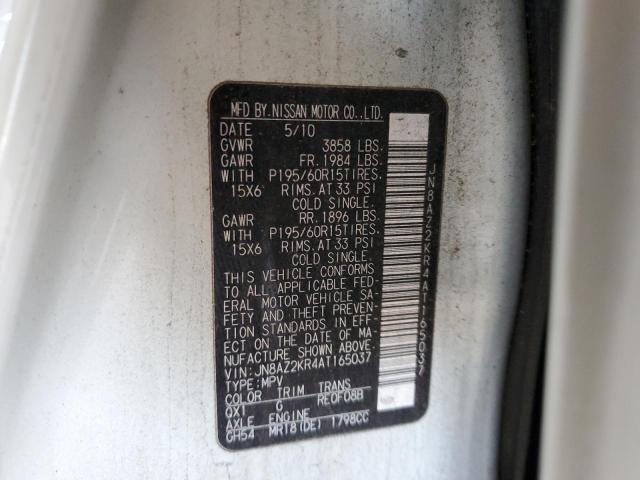 MFD BY.NISSAN MOTOR CO.,LTD.
DATE 5/10
GVWR 3858 LBS.
GAWR FR. 1984 LBS.
WITH P195/60R15TIRES.
15X6 RIMS.AT 33 PSI
COLD SINGLE.
GAWR RR. 1896 LBS.
WITH P195/60R15TIRES.
15X6 RIMS.AT 33 PSI
COLD SINGLE.
THIS VEHICLE CONFORMS
TO ALL APPLICABLE FED-
ERAL MOTOR VEHICLE SA-
FETY AND THEFT PREVEN-
TION STANDARDS IN EFF-
ECT ON THE DATE OF MA-
NUFACTURE SHOWN ABOVE.
VIN:JN8AZ2KR4AT165037
TYPE:MPV
COLOR TRIM TRANS
QX1 G RE0F08B
AXLE ENGINE
GH54 MR18(DE) 1798CC
JN8AZ2KR4AT165037